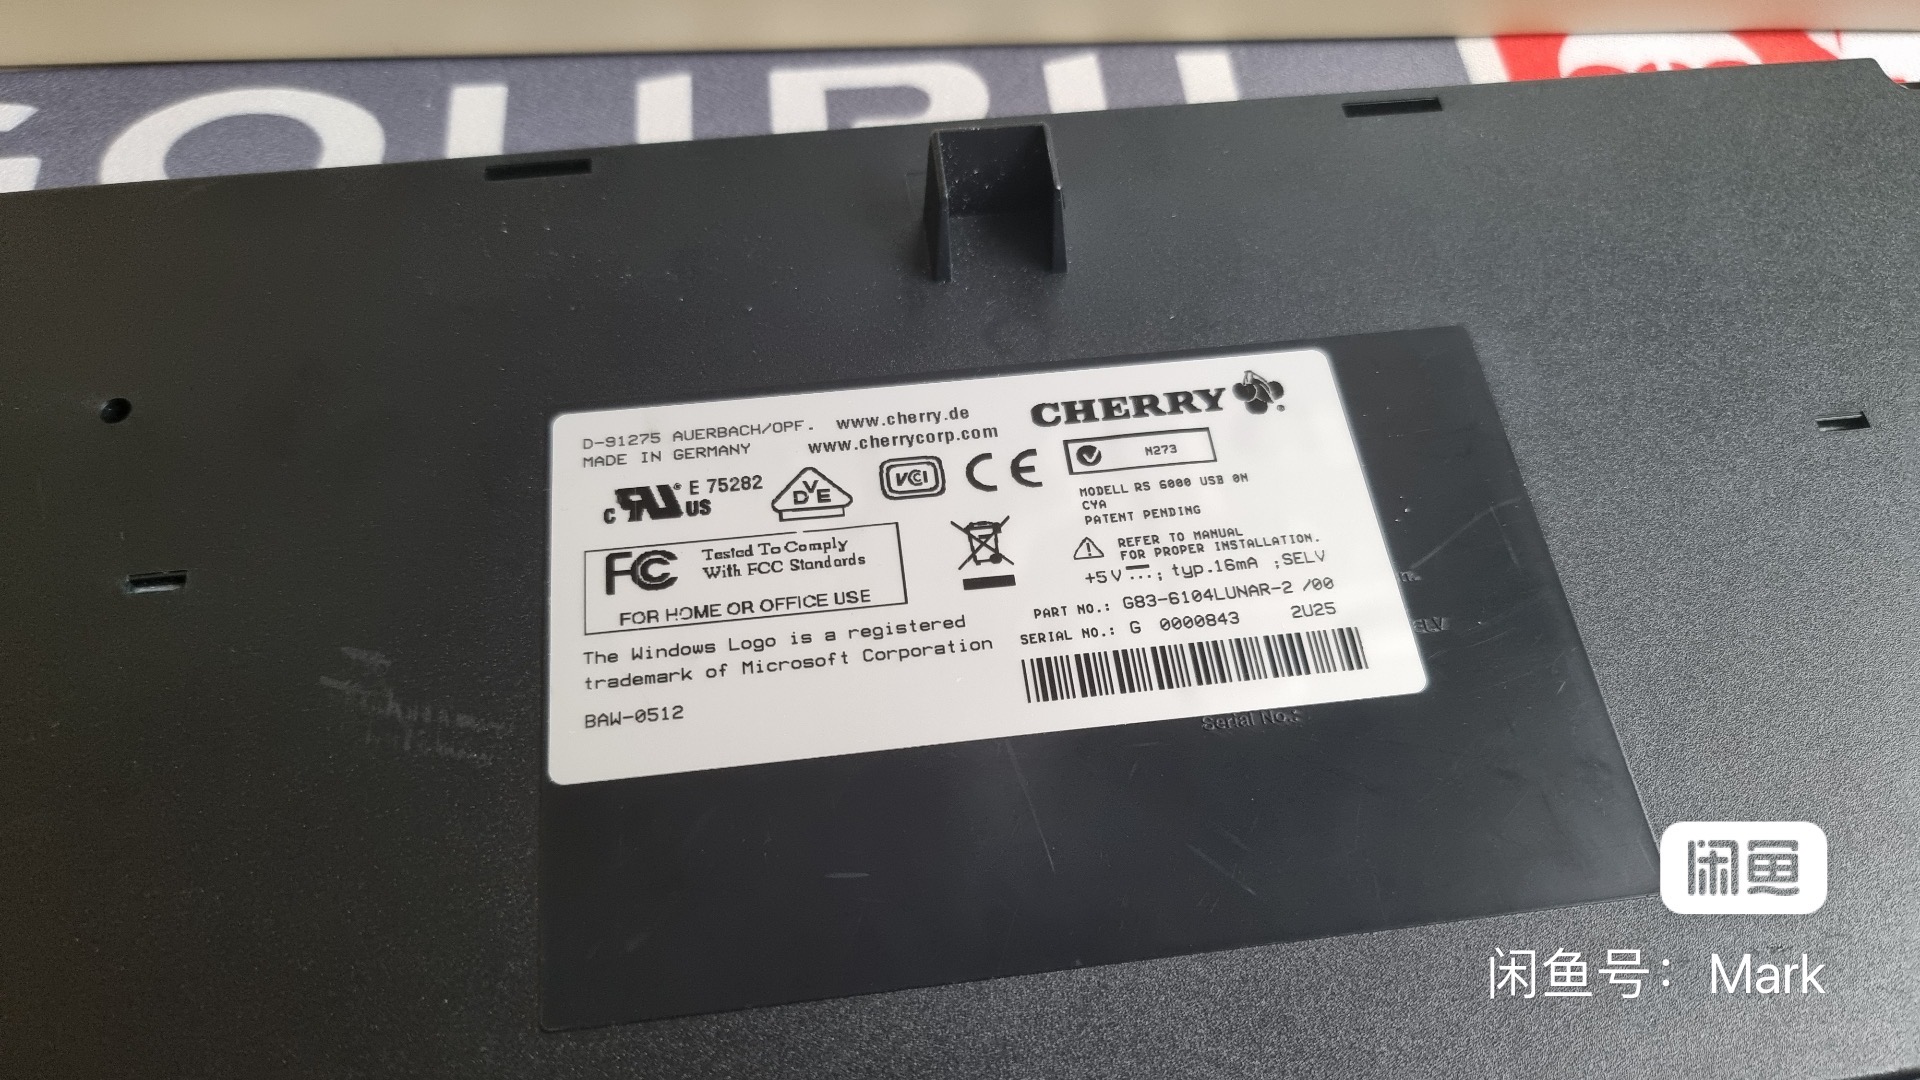 D-91275 AUERBACH/OPF.
MADE IN GERMANY
www.cherry.de
www.cherrycorp.com
CHERRY
N273
c RU US E 75282
DVE
VCI
CE
MODELL RS 6000 USB ON
CYA
PATENT PENDING
FC Tested To Comply
With FCC Standards
FOR HOME OR OFFICE USE
REFER TO MANUAL
FOR PROPER INSTALLATION.
+5V ; typ.16mA ;SELV
PART NO.: G83-6104LUNAR-2 /00
SERIAL NO.: G 0000843 2U25
The Windows Logo is a registered
trademark of Microsoft Corporation
BAW-0512
SELV
Serial No.:
闲鱼
闲鱼号：Mark